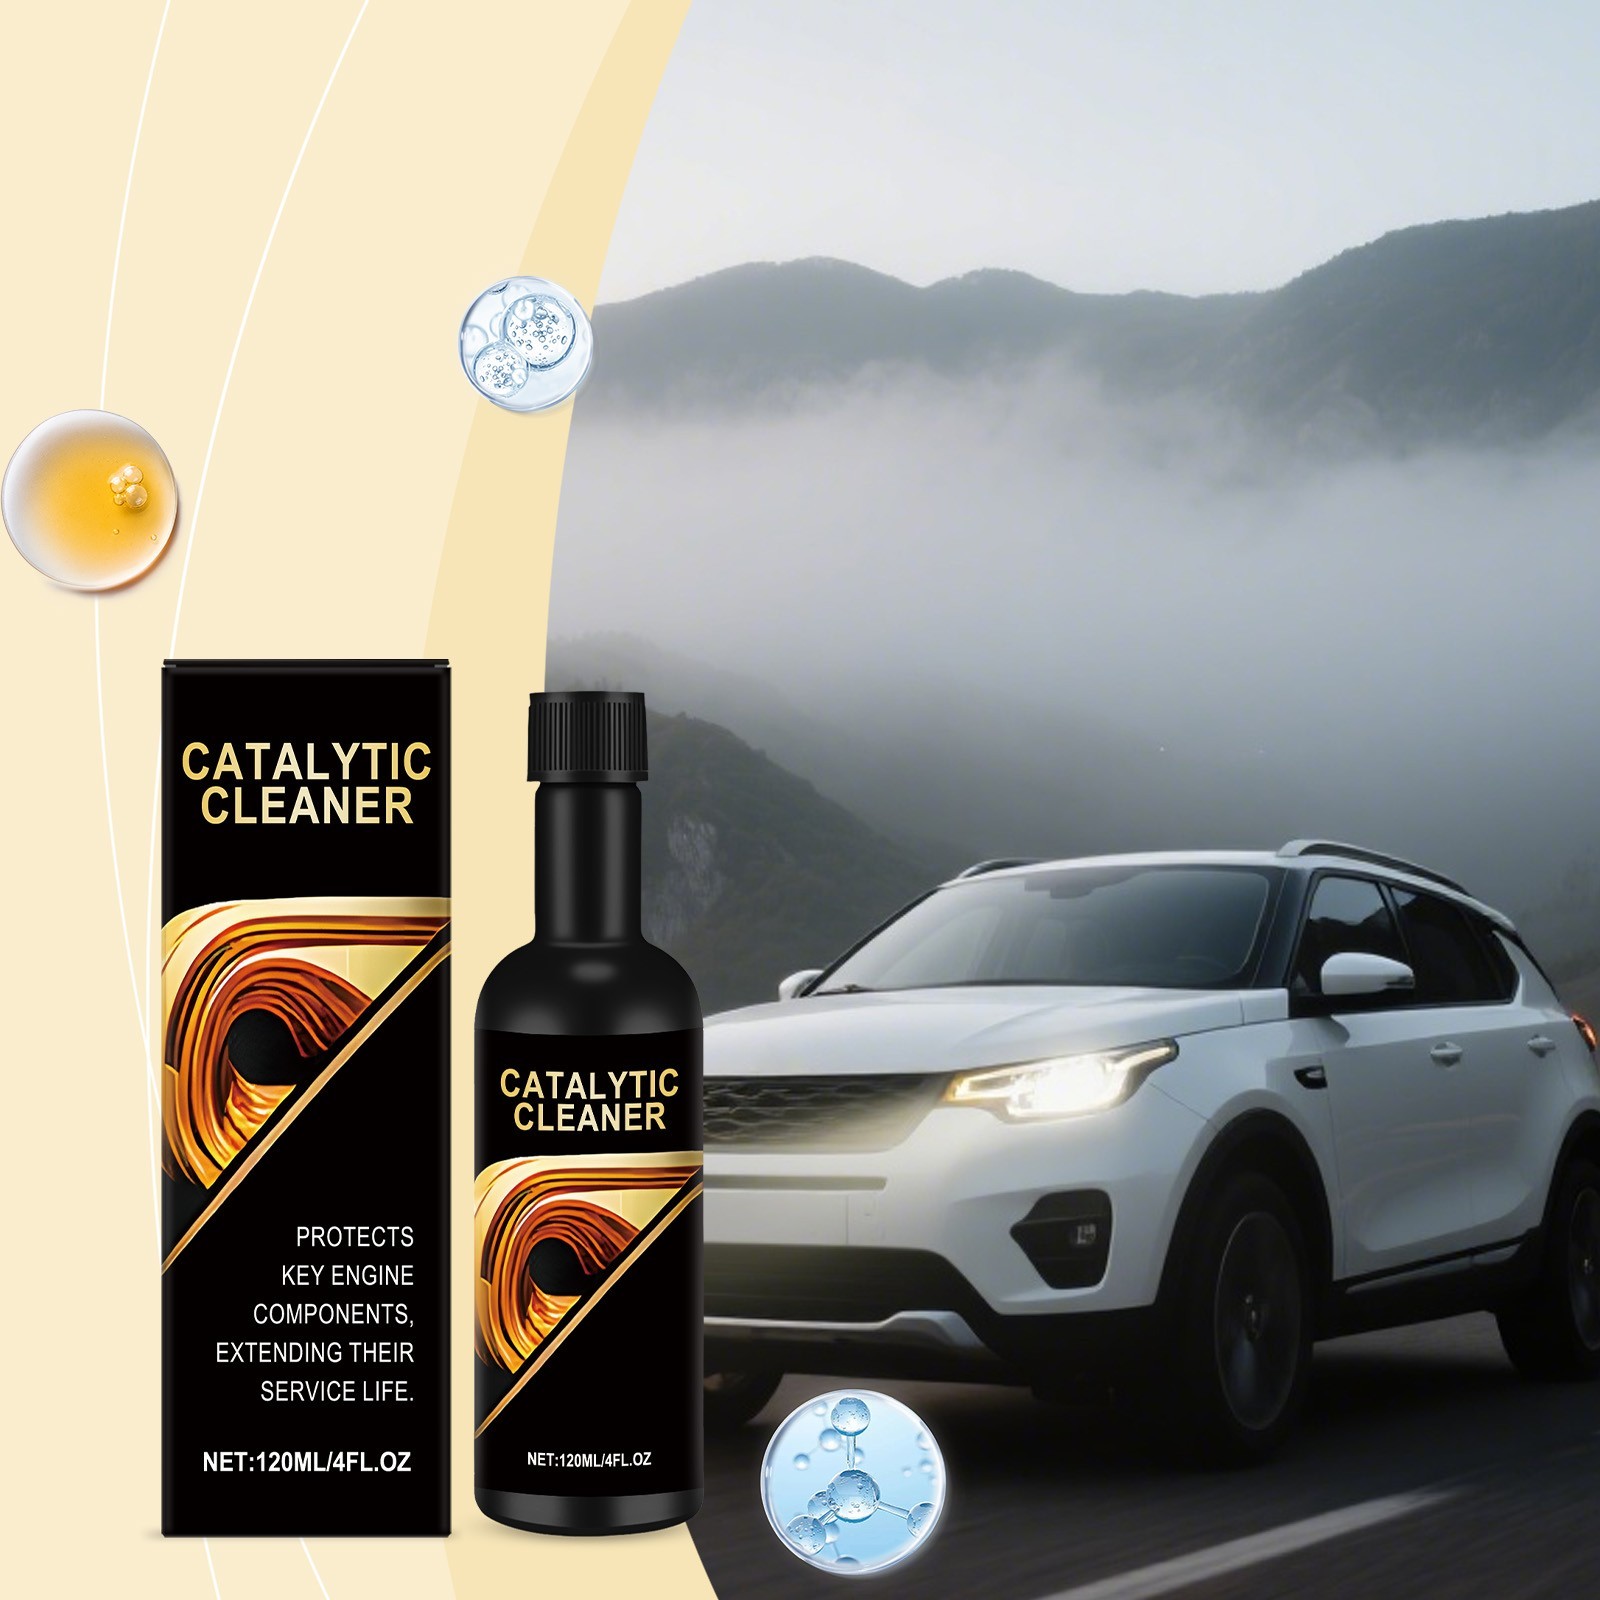 CATALYTIC
CLEANER
PROTECTS
KEY ENGINE
COMPONENTS,
EXTENDING THEIR
SERVICE LIFE.
NET:120ML/4FL.OZ
CATALYTIC
CLEANER
NET:120ML/4FL.OZ